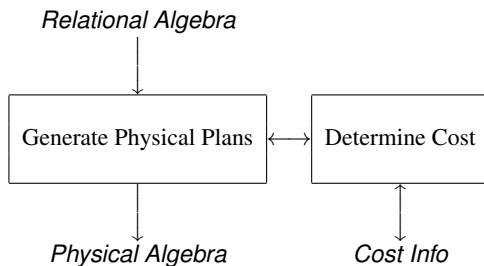 Relational Algebra
Generate Physical Plans
Determine Cost
Physical Algebra
Cost Info